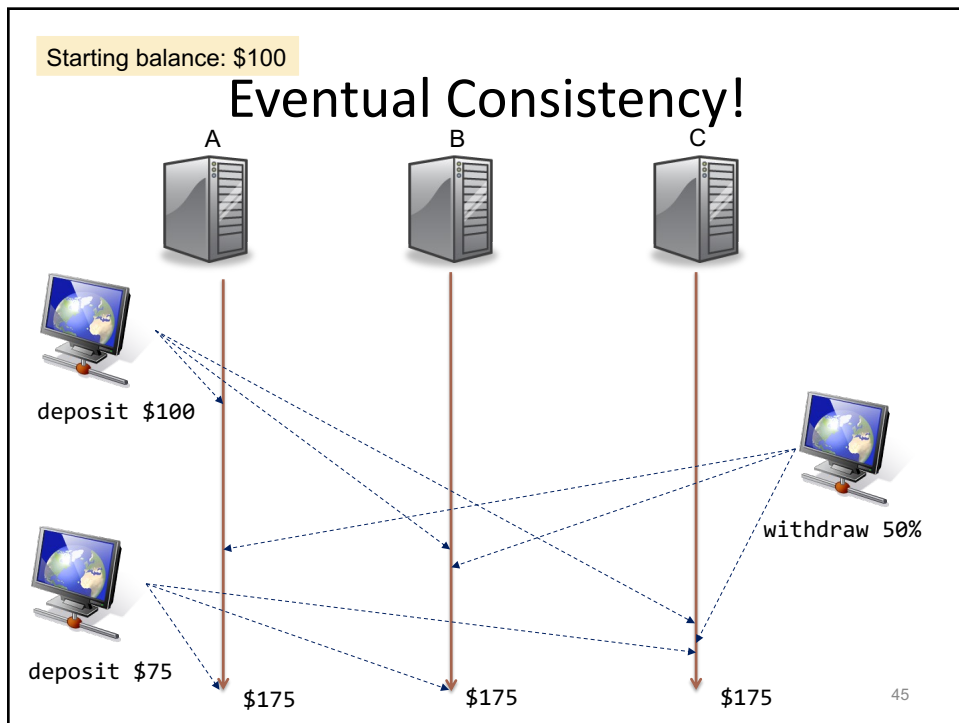 Starting balance: $100
Eventual Consistency!
A B C
deposit $100
withdraw 50%
deposit $75
$175 $175 $175
45